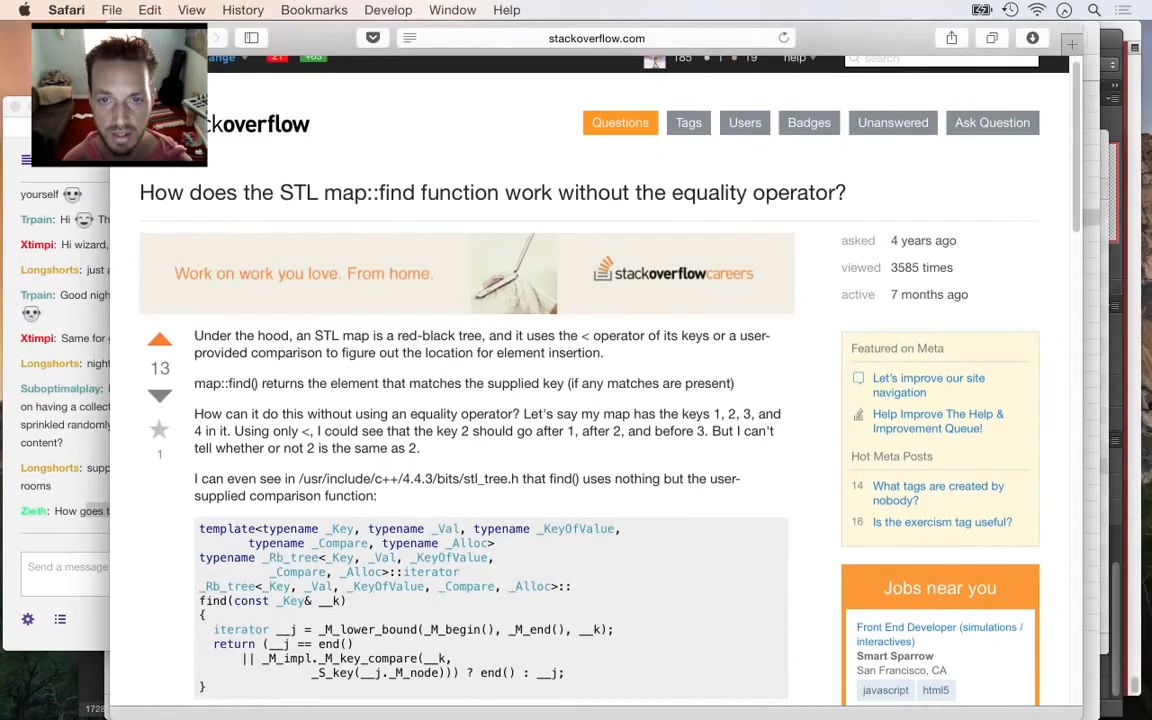 Safari File Edit View History Bookmarks Develop Window Help
stackoverflow.com
185 1 19 help search
ckoverflow
Questions Tags Users Badges Unanswered Ask Question
How does the STL map::find function work without the equality operator?
Work on work you love. From home.
stackoverflowcareers
asked 4 years ago
viewed 3585 times
active 7 months ago
13
1
Under the hood, an STL map is a red-black tree, and it uses the < operator of its keys or a user-
provided comparison to figure out the location for element insertion.
map::find() returns the element that matches the supplied key (if any matches are present)
How can it do this without using an equality operator? Let's say my map has the keys 1, 2, 3, and
4 in it. Using only <, I could see that the key 2 should go after 1, after 2, and before 3. But I can't
tell whether or not 2 is the same as 2.
I can even see in /usr/include/c++/4.4.3/bits/stl_tree.h that find() uses nothing but the user-
supplied comparison function:
template<typename _Key, typename _Val, typename _KeyOfValue,
typename _Compare, typename _Alloc>
typename _Rb_tree<_Key, _Val, _KeyOfValue,
_Compare, _Alloc>::iterator
_Rb_tree<_Key, _Val, _KeyOfValue, _Compare, _Alloc>::
find(const _Key& __k)
{
iterator __j = _M_lower_bound(_M_begin(), _M_end(), __k);
return (__j == end()
|| _M_impl._M_key_compare(__k,
_S_key(__j._M_node))) ? end() : __j;
}
Featured on Meta
Let's improve our site
navigation
Help Improve The Help &
Improvement Queue!
Hot Meta Posts
14 What tags are created by
nobody?
16 Is the exercism tag useful?
Jobs near you
Front End Developer (simulations /
interactives)
Smart Sparrow
San Francisco, CA
javascript html5
yourself
Trpain: Hi Th
Xtimpi: Hi wizard,
Longshorts: just a
Trpain: Good nigh
Xtimpi: Same for
Longshorts: night
Suboptimalplay:
on having a collect
sprinkled randomly
content?
Longshorts: supp
rooms
Zieth: How goes t
Send a message
1728